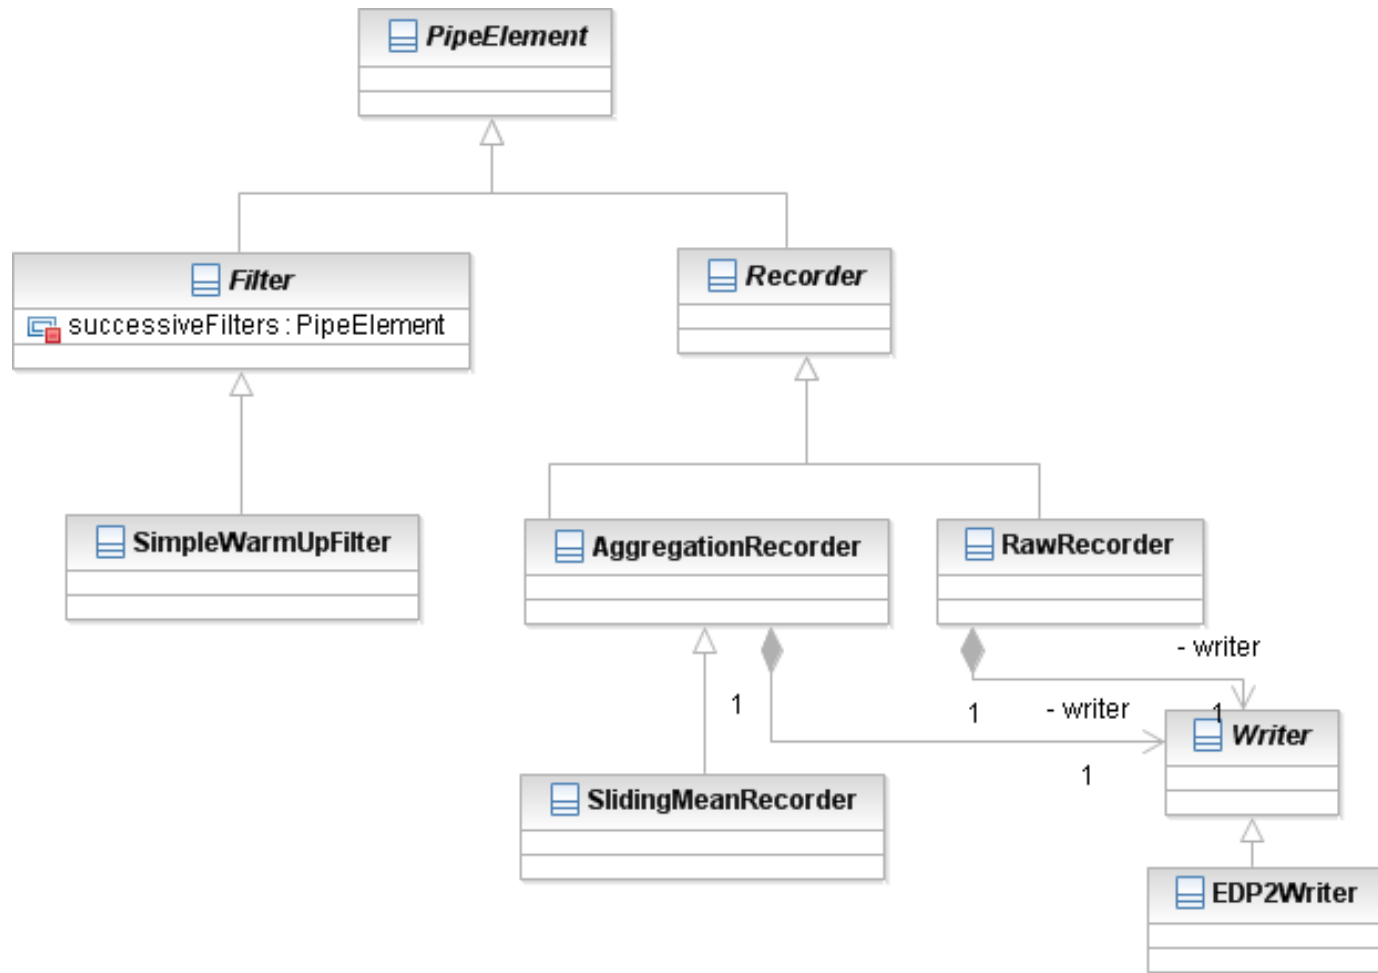 PipeElement
Filter
successiveFilters : PipeElement
Recorder
SimpleWarmUpFilter
AggregationRecorder
RawRecorder
- writer
1
- writer
1
1
Writer
1
SlidingMeanRecorder
EDP2Writer